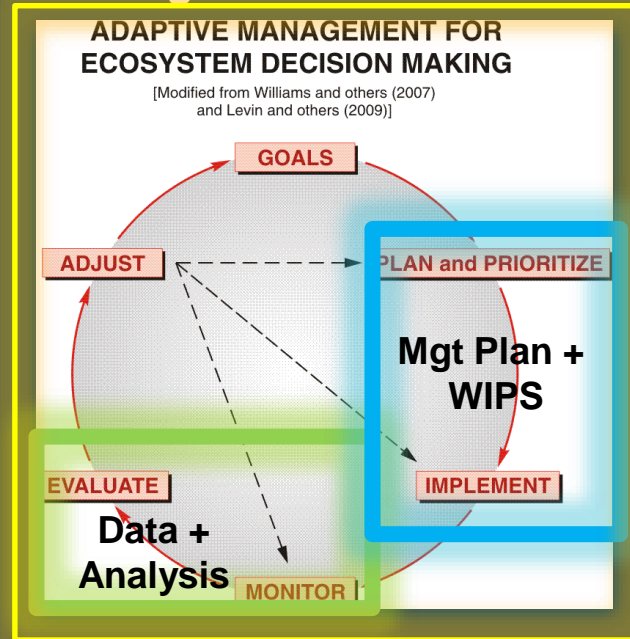 ADAPTIVE MANAGEMENT FOR
ECOSYSTEM DECISION MAKING
[Modified from Williams and others (2007)
and Levin and others (2009)]
GOALS
ADJUST
PLAN and PRIORITIZE
Mgt Plan +
WIPS
EVALUATE
IMPLEMENT
Data +
Analysis
MONITOR